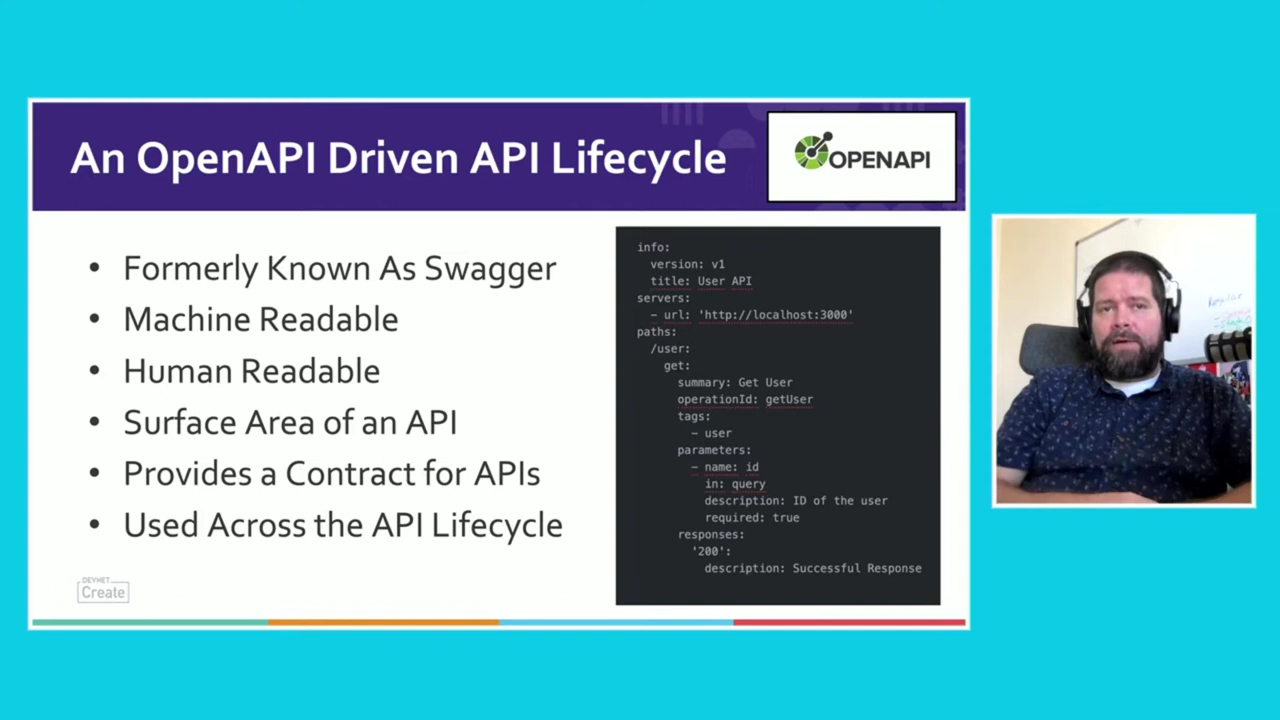 An OpenAPI Driven API Lifecycle
OPENAPI
• Formerly Known As Swagger
• Machine Readable
• Human Readable
• Surface Area of an API
• Provides a Contract for APIs
• Used Across the API Lifecycle
info:
version: v1
title: User API
servers:
- url: 'http://localhost:3000'
paths:
/user:
get:
summary: Get User
operationId: getUser
tags:
- user
parameters:
- name: id
in: query
description: ID of the user
required: true
responses:
'200':
description: Successful Response
DEVNET
Create